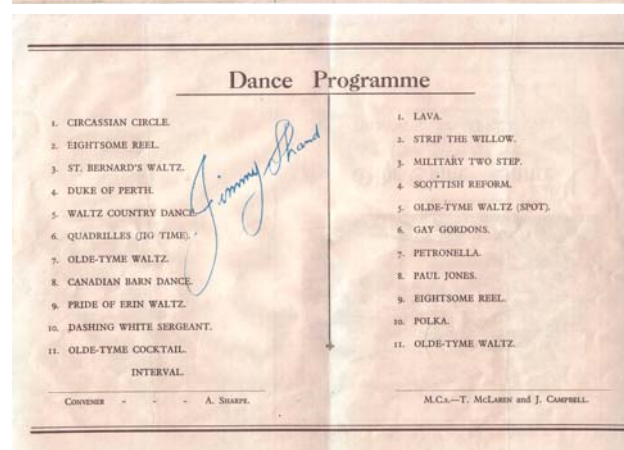 Dance Programme
1. CIRCASSIAN CIRCLE.
2. EIGHTSOME REEL.
3. ST. BERNARD'S WALTZ.
4. DUKE OF PERTH.
5. WALTZ COUNTRY DANCE.
6. QUADRILLES (JIG TIME).
7. OLDE-TYME WALTZ.
8. CANADIAN BARN DANCE.
9. PRIDE OF ERIN WALTZ.
10. DASHING WHITE SERGEANT.
11. OLDE-TYME COCKTAIL.
INTERVAL.
CONVENER - - - A. SHARPE.
Jimmy Shand
1. LAVA.
2. STRIP THE WILLOW.
3. MILITARY TWO STEP.
4. SCOTTISH REFORM.
5. OLDE-TYME WALTZ (SPOT).
6. GAY GORDONS.
7. PETRONELLA.
8. PAUL JONES.
9. EIGHTSOME REEL.
10. POLKA.
11. OLDE-TYME WALTZ.
M.C.s.—T. MCLAREN and J. CAMPBELL.